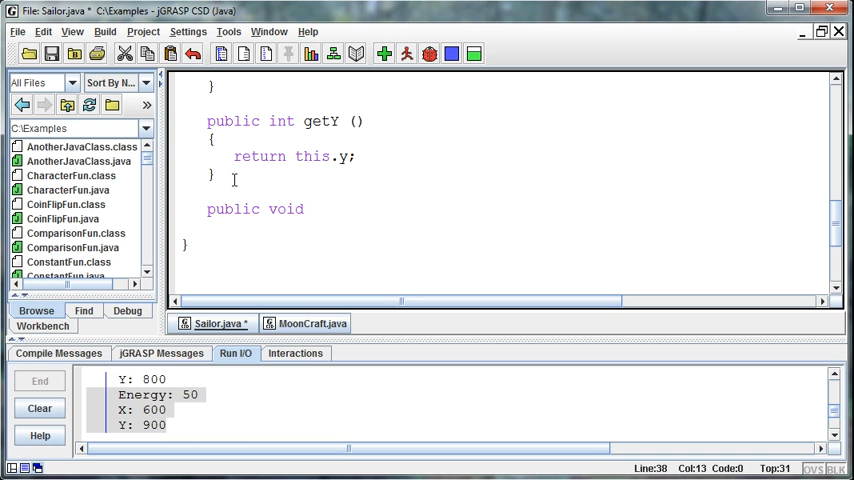 File: Sailor.java * C:\Examples - jGRASP CSD (Java)
File Edit View Build Project Settings Tools Window Help
All Files Sort By N...
C:\Examples
AnotherJavaClass.class
AnotherJavaClass.java
CharacterFun.class
CharacterFun.java
CoinFlipFun.class
CoinFlipFun.java
ComparisonFun.class
ComparisonFun.java
ConstantFun.class
ConstantFun.java
Browse Find Debug
Workbench
}
public int getY ()
{
return this.y;
}
public void
}
Sailor.java * MoonCraft.java
Compile Messages jGRASP Messages Run I/O Interactions
End
Clear
Help
Y: 800
Energy: 50
X: 600
Y: 900
Line:38 Col:13 Code:0 Top:31 OVS BLK